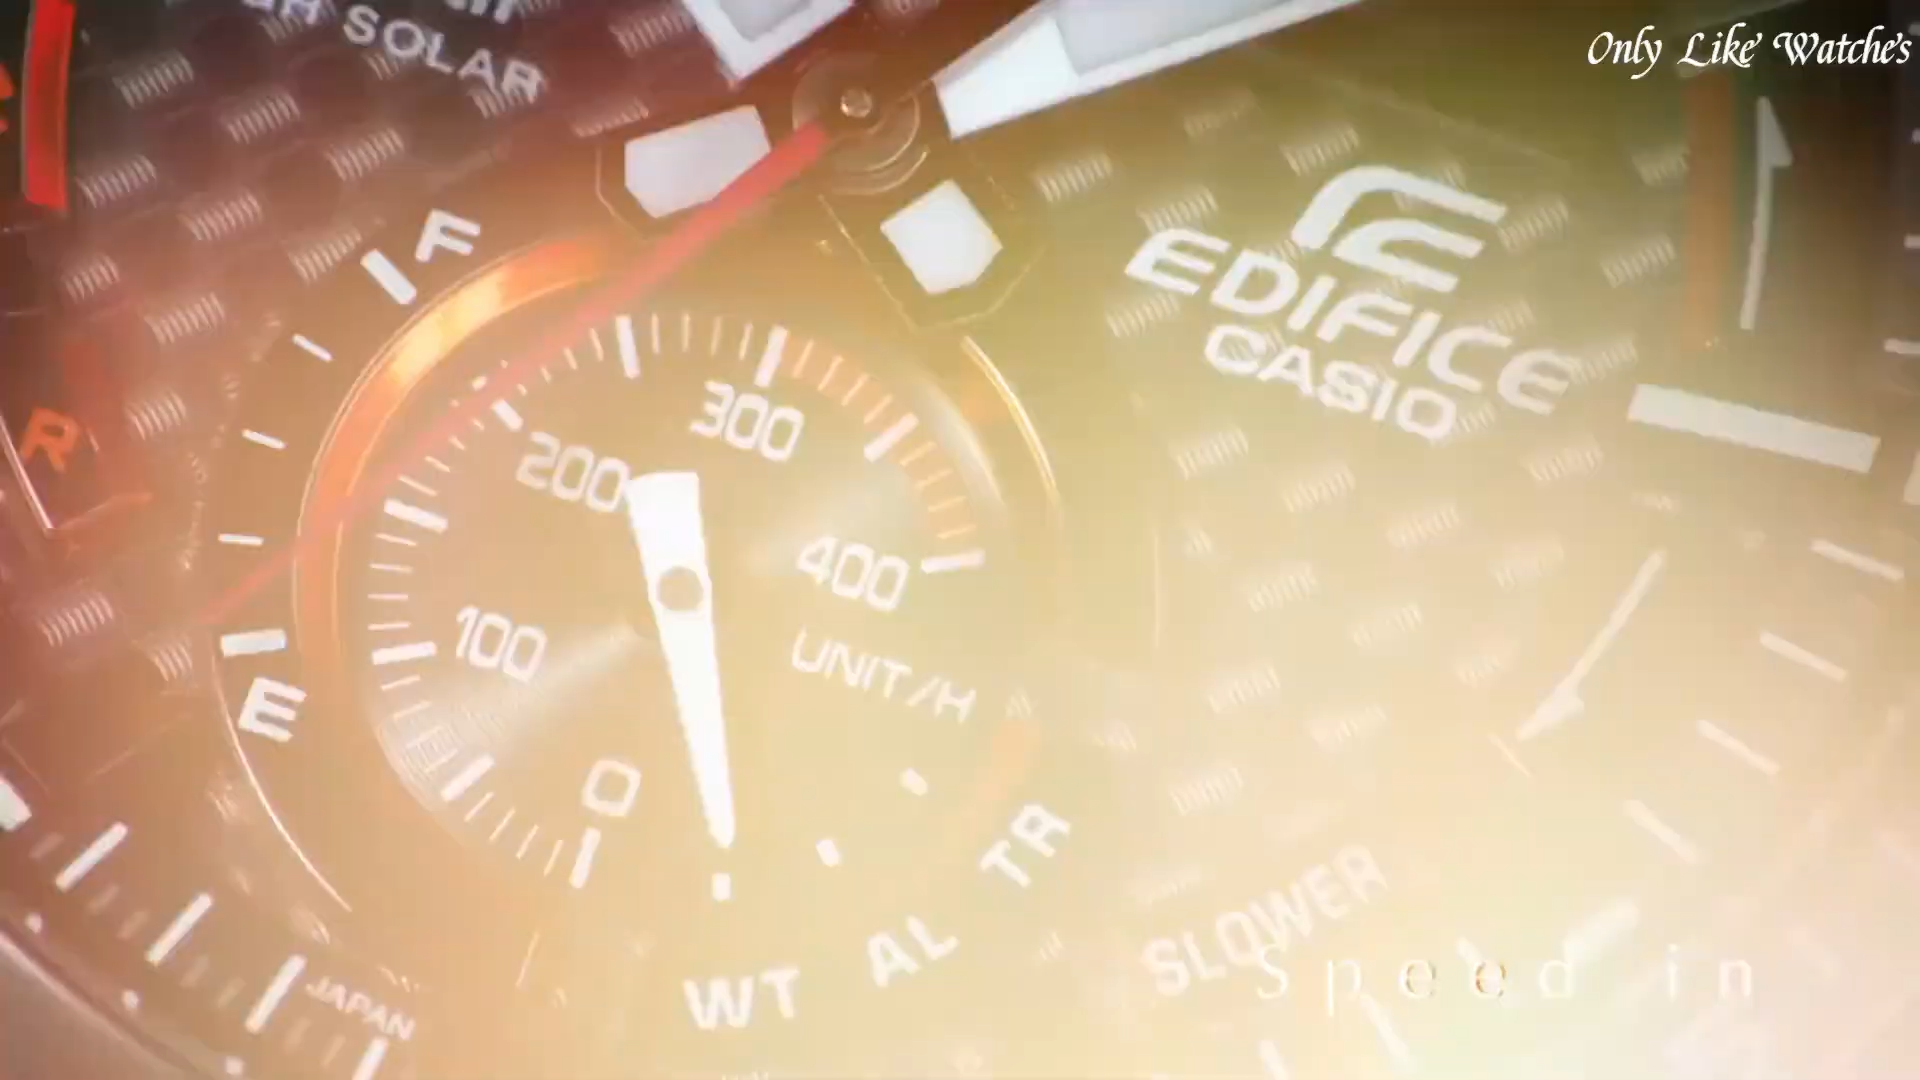 SOLAR
Only Like' Watche's
F
EDIFICE
CASIO
R
300
200
400
100
UNIT/H
E
0
TR
AL
WT
SLOWER
Speed in
JAPAN